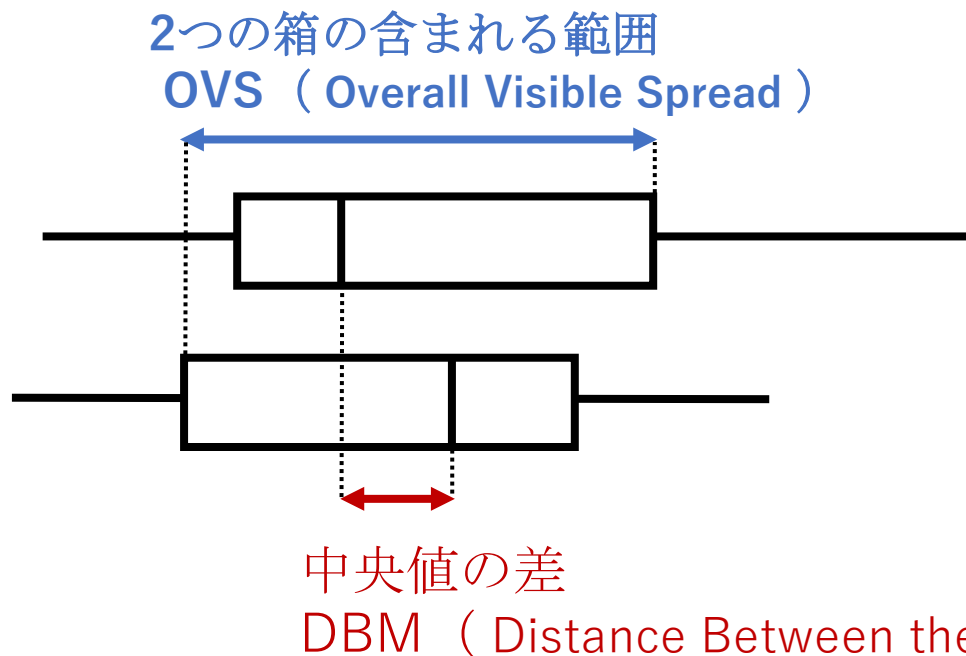 2つの箱の含まれる範囲
OVS ( Overall Visible Spread )
中央値の差
DBM ( Distance Between the